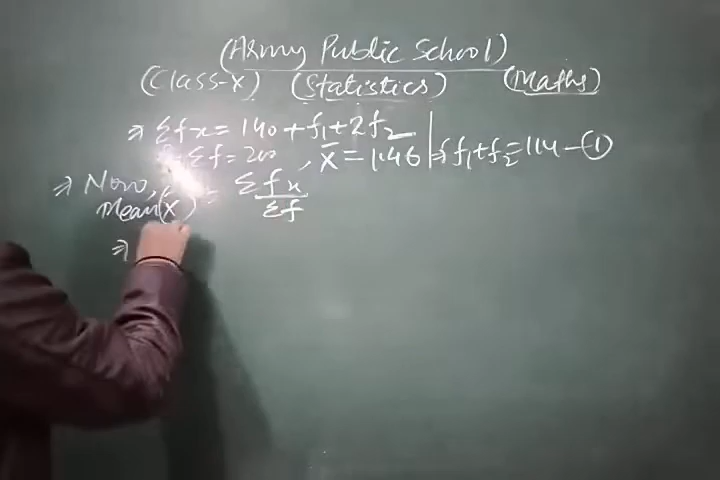 (Army Public School)
(Class-X) (Statistics) (Maths)
⇒ Σfx = 140 + f₁ + 2f₂
Σf = 200, x̄ = 1.46 ⇒ f₁ + f₂ = 114 - ①
⇒ Now,
Mean(x̄) = Σfx / Σf
⇒